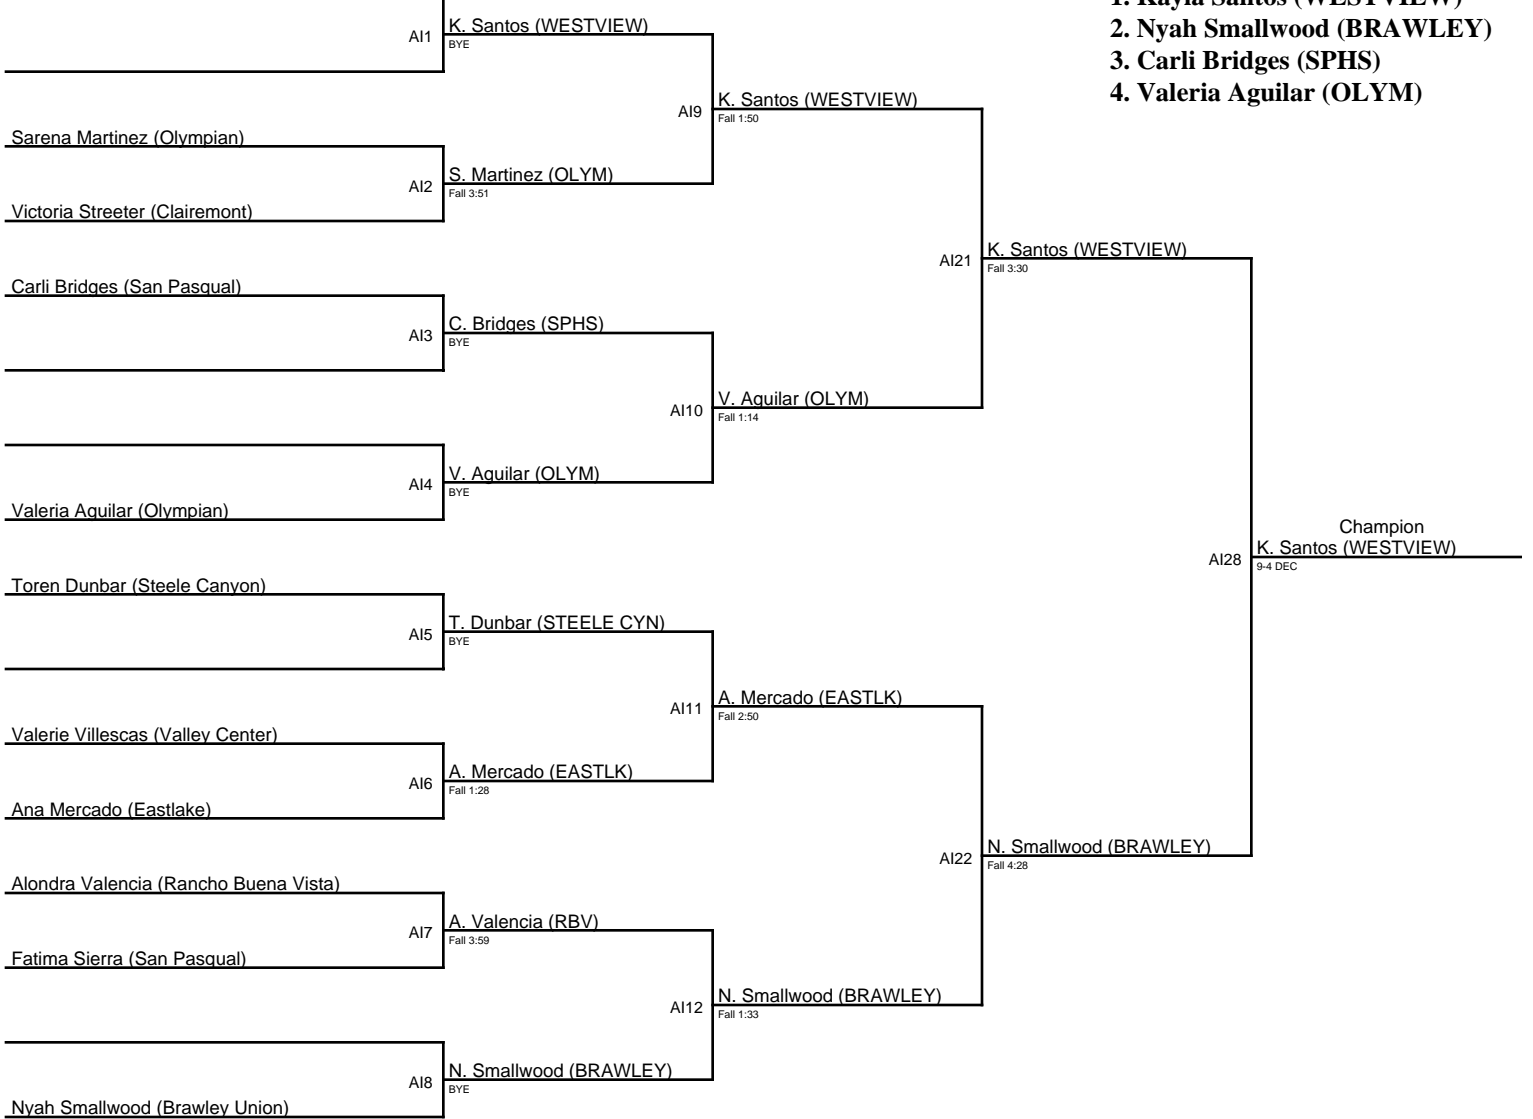 1. Kayla Santos (WESTVIEW)
2. Nyah Smallwood (BRAWLEY)
3. Carli Bridges (SPHS)
4. Valeria Aguilar (OLYM)
AI1
K. Santos (WESTVIEW)
BYE
Sarena Martinez (Olympian)
AI2
S. Martinez (OLYM)
Fall 3:51
Victoria Streeter (Clairemont)
AI9
K. Santos (WESTVIEW)
Fall 1:50
Carli Bridges (San Pasqual)
AI3
C. Bridges (SPHS)
BYE
AI4
V. Aguilar (OLYM)
BYE
Valeria Aguilar (Olympian)
AI10
V. Aguilar (OLYM)
Fall 1:14
AI21
K. Santos (WESTVIEW)
Fall 3:30
Toren Dunbar (Steele Canyon)
AI5
T. Dunbar (STEELE CYN)
BYE
Valerie Villescas (Valley Center)
AI6
A. Mercado (EASTLK)
Fall 1:28
Ana Mercado (Eastlake)
AI11
A. Mercado (EASTLK)
Fall 2:50
Alondra Valencia (Rancho Buena Vista)
AI7
A. Valencia (RBV)
Fall 3:59
Fatima Sierra (San Pasqual)
AI8
N. Smallwood (BRAWLEY)
BYE
Nyah Smallwood (Brawley Union)
AI12
N. Smallwood (BRAWLEY)
Fall 1:33
AI22
N. Smallwood (BRAWLEY)
Fall 4:28
AI28
Champion
K. Santos (WESTVIEW)
9-4 DEC